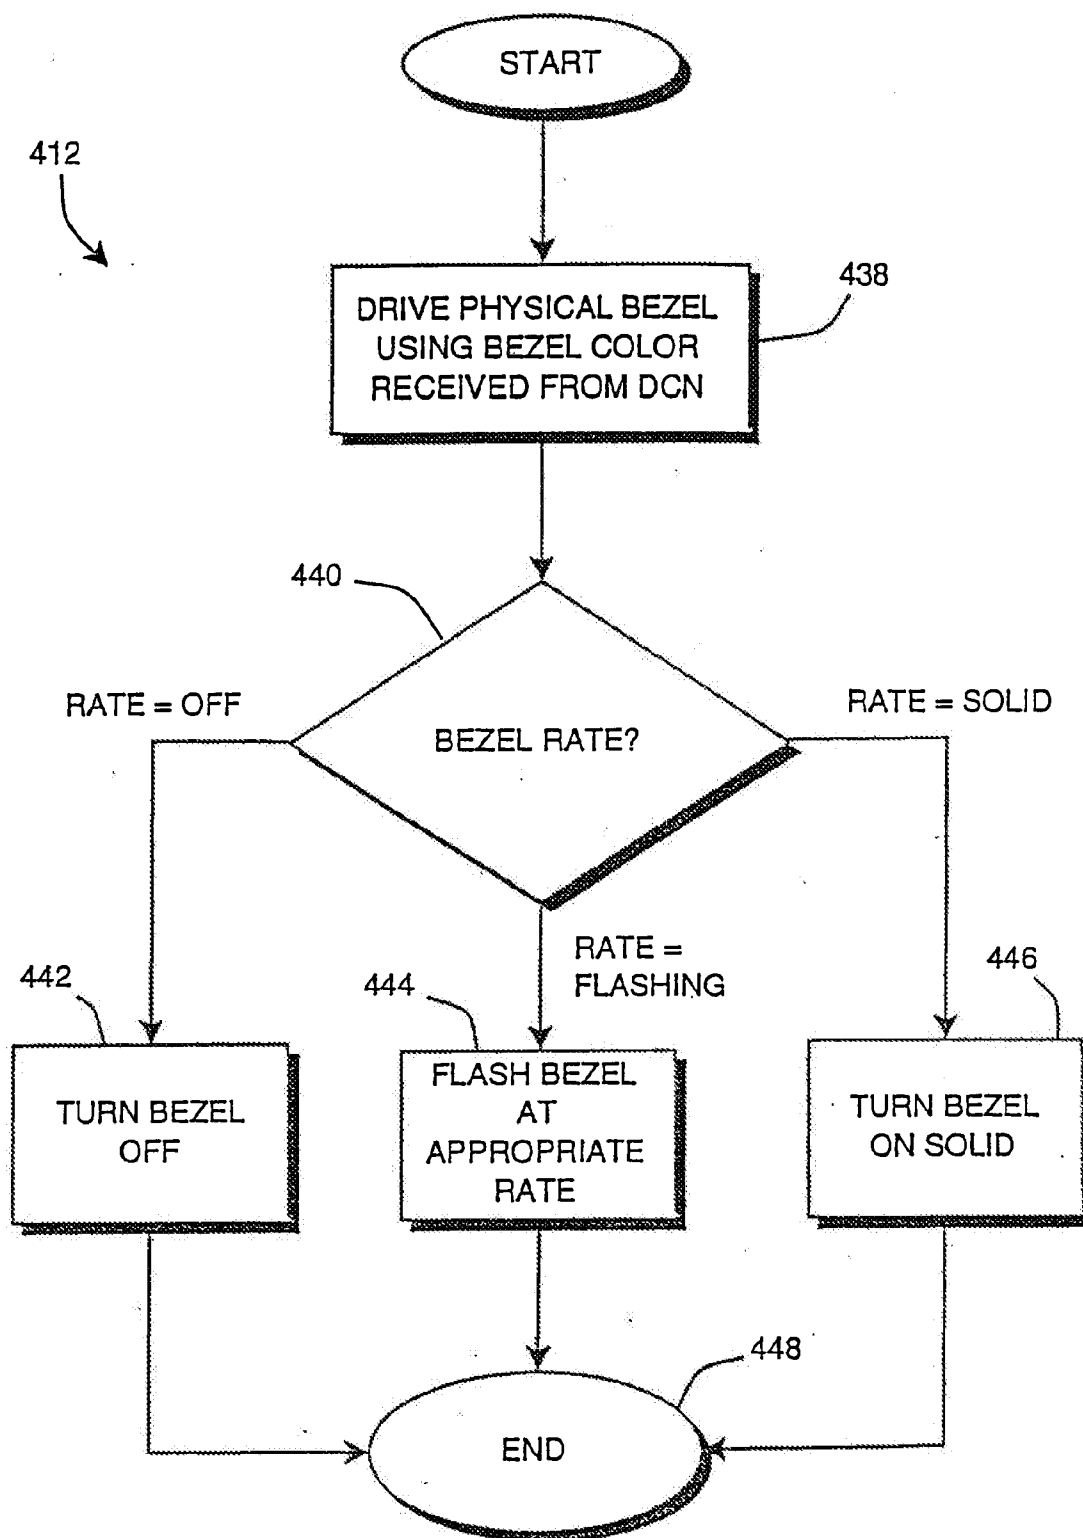 START
412
438
DRIVE PHYSICAL BEZEL
USING BEZEL COLOR
RECEIVED FROM DCN
440
RATE = OFF
BEZEL RATE?
RATE = SOLID
RATE =
FLASHING
442
444
446
TURN BEZEL
OFF
FLASH BEZEL
AT
APPROPRIATE
RATE
TURN BEZEL
ON SOLID
448
END